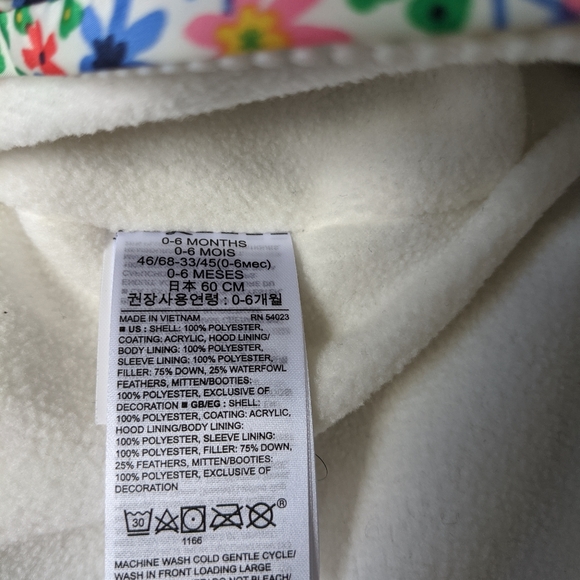 0-6 MONTHS
0-6 MOIS
46/68-33/45(0-6мес)
0-6 MESES
日本 60 CM
권장사용연령 : 0-6개월
MADE IN VIETNAM RN 54023
■ US : SHELL: 100% POLYESTER,
COATING: ACRYLIC, HOOD LINING/
BODY LINING: 100% POLYESTER,
SLEEVE LINING: 100% POLYESTER,
FILLER: 75% DOWN, 25% WATERFOWL
FEATHERS, MITTEN/BOOTIES:
100% POLYESTER, EXCLUSIVE OF
DECORATION ■ GB/EG : SHELL:
100% POLYESTER, COATING: ACRYLIC,
HOOD LINING/BODY LINING:
100% POLYESTER, SLEEVE LINING:
100% POLYESTER, FILLER: 75% DOWN,
25% FEATHERS, MITTEN/BOOTIES:
100% POLYESTER, EXCLUSIVE OF
DECORATION
30 ®
1166
MACHINE WASH COLD GENTLE CYCLE/
WASH IN FRONT LOADING LARGE